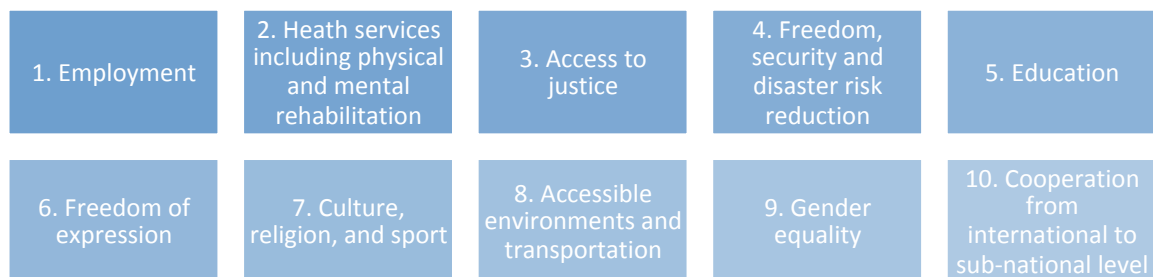 1. Employment
2. Heath services
including physical
and mental
rehabilitation
3. Access to
justice
4. Freedom,
security and
disaster risk
reduction
5. Education
6. Freedom of
expression
7. Culture,
religion, and sport
8. Accessible
environments and
transportation
9. Gender
equality
10. Cooperation
from
international to
sub-national level